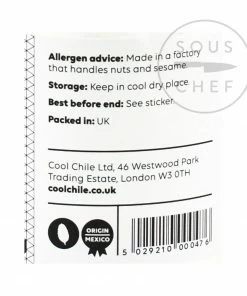 SOUS
CHEF
Allergen advice: Made in a factory
that handles nuts and sesame.
Storage: Keep in cool dry place.
Best before end: See sticker.
Packed in: UK
Cool Chile Ltd, 46 Westwood Park
Trading Estate, London W3 0TH
coolchile.co.uk
ORIGIN
MEXICO
5 029210 000476